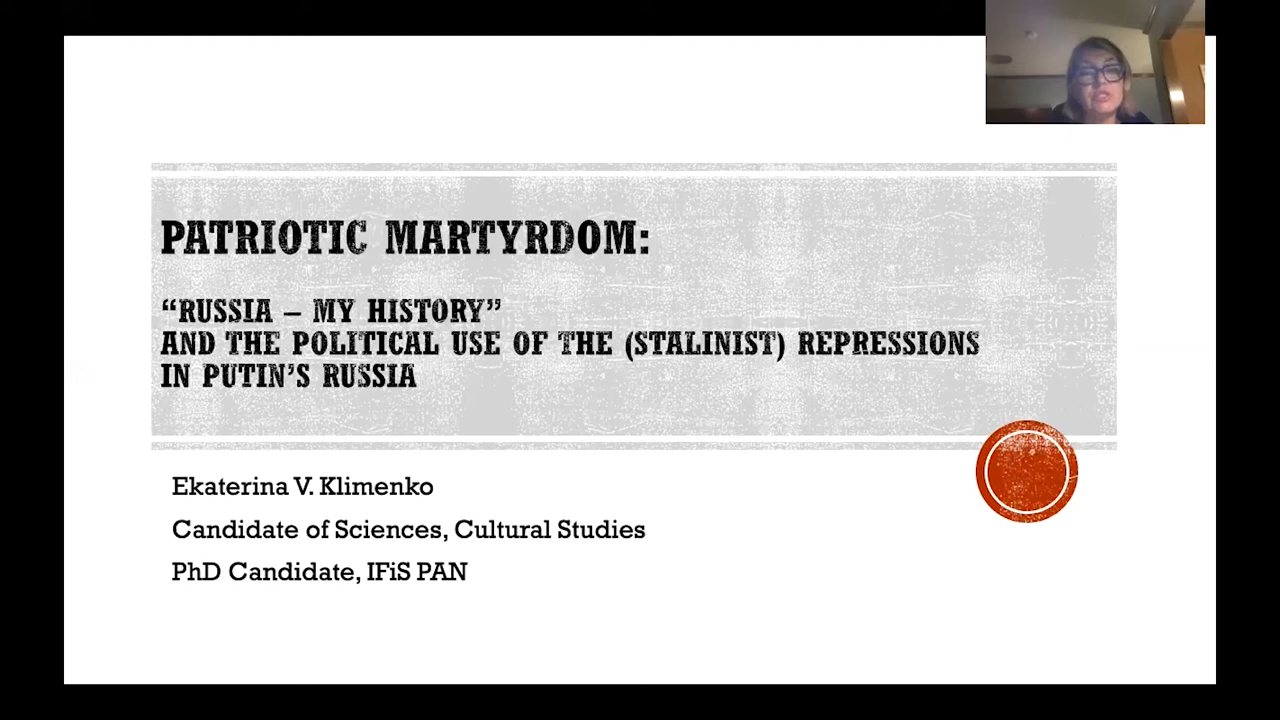 PATRIOTIC MARTYRDOM:
“RUSSIA – MY HISTORY”
AND THE POLITICAL USE OF THE (STALINIST) REPRESSIONS
IN PUTIN’S RUSSIA
Ekaterina V. Klimenko
Candidate of Sciences, Cultural Studies
PhD Candidate, IFiS PAN